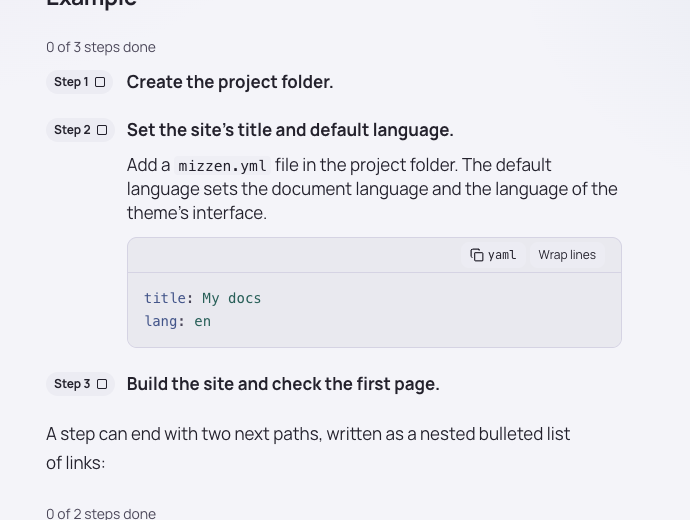 Example
0 of 3 steps done
Step 1
Create the project folder.
Step 2
Set the site's title and default language.
Add a mizzen.yml file in the project folder. The default
language sets the document language and the language of the
theme's interface.
yaml
Wrap lines
title: My docs
lang: en
Step 3
Build the site and check the first page.
A step can end with two next paths, written as a nested bulleted list
of links:
0 of 2 steps done